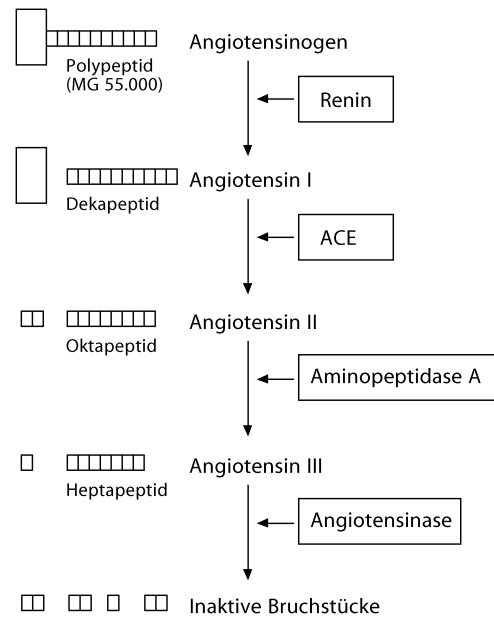 Angiotensinogen
Polypeptid
(MG 55.000)
Renin
Angiotensin I
Dekapeptid
ACE
Angiotensin II
Oktapeptid
Aminopeptidase A
Angiotensin III
Heptapeptid
Angiotensinase
Inaktive Bruchstücke